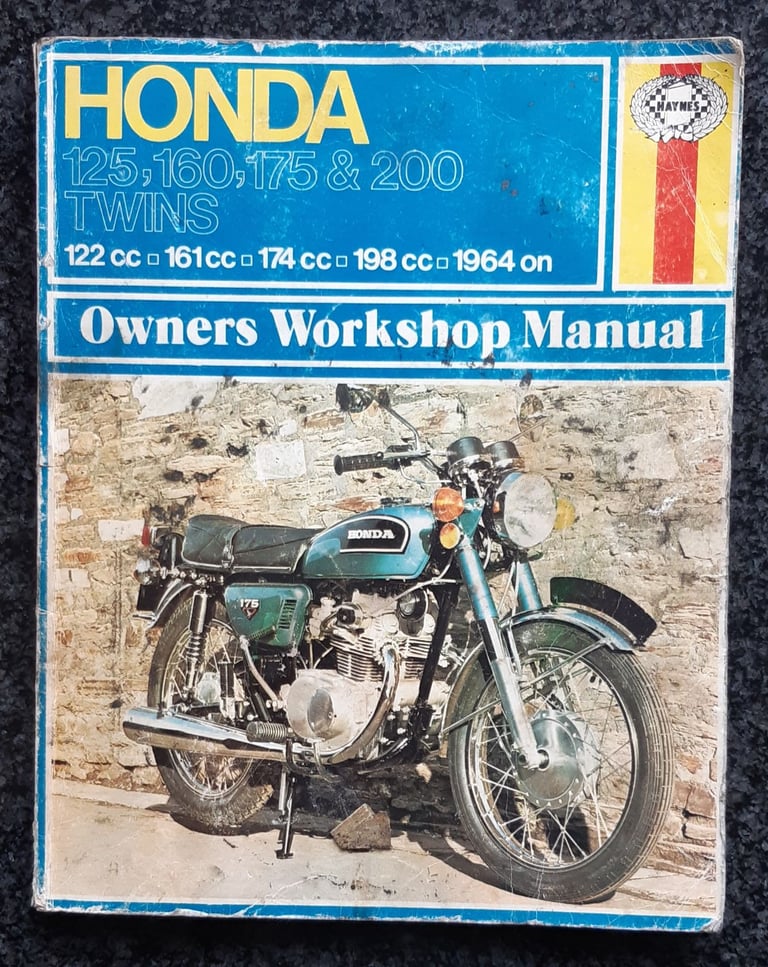 HONDA
125,160,175 & 200
TWINS
122 cc □ 161 cc □ 174 cc □ 198 cc □ 1964 on
HAYNES
Owners Workshop Manual
HONDA
175